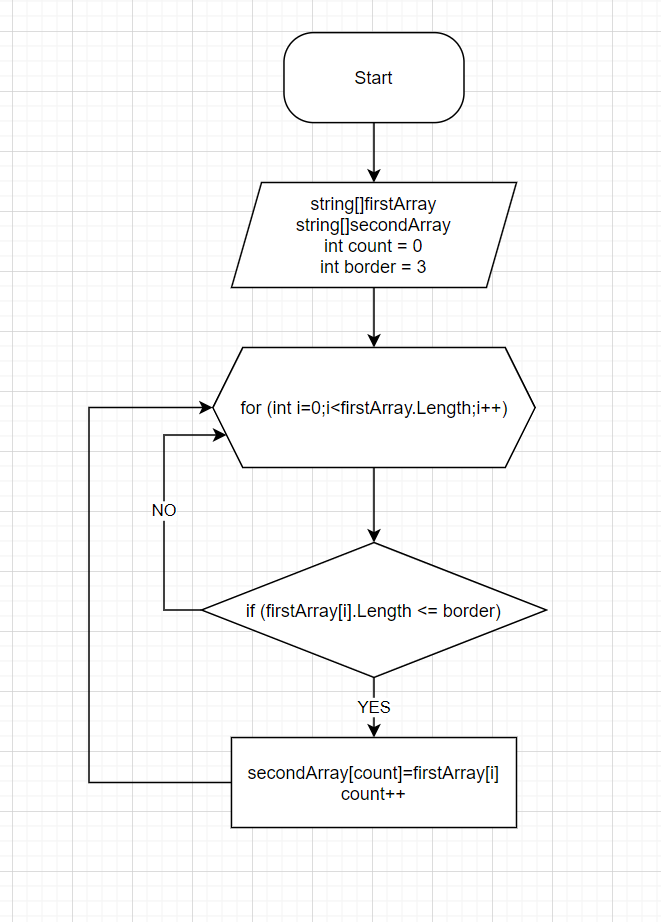 Start
string[]firstArray
string[]secondArray
int count = 0
int border = 3
for (int i=0;i<firstArray.Length;i++)
NO
if (firstArray[i].Length <= border)
YES
secondArray[count]=firstArray[i]
count++